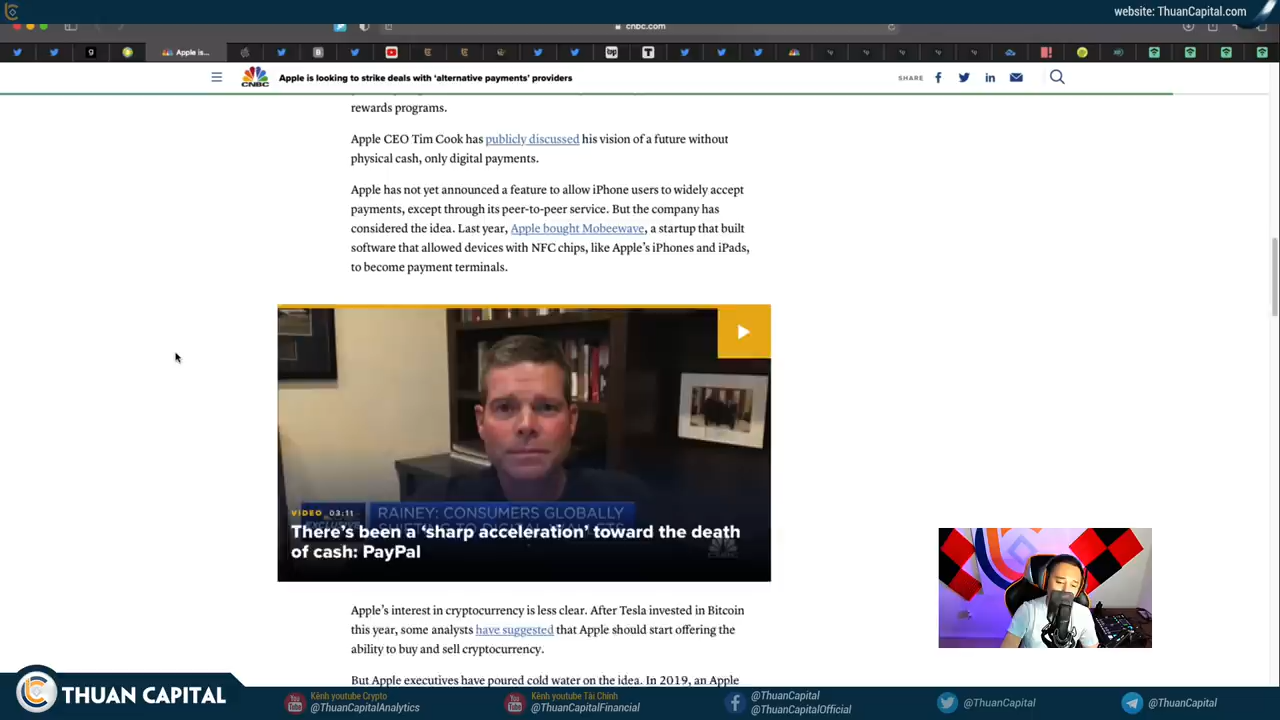 website: ThuanCapital.com
cnbc.com
Apple is...
CNBC
Apple is looking to strike deals with ‘alternative payments’ providers
SHARE
rewards programs.
Apple CEO Tim Cook has publicly discussed his vision of a future without
physical cash, only digital payments.
Apple has not yet announced a feature to allow iPhone users to widely accept
payments, except through its peer-to-peer service. But the company has
considered the idea. Last year, Apple bought Mobeewave, a startup that built
software that allowed devices with NFC chips, like Apple’s iPhones and iPads,
to become payment terminals.
RAINEY: CONSUMERS GLOBALLY
VIDEO 03:11
There’s been a ‘sharp acceleration’ toward the death
of cash: PayPal
Apple’s interest in cryptocurrency is less clear. After Tesla invested in Bitcoin
this year, some analysts have suggested that Apple should start offering the
ability to buy and sell cryptocurrency.
But Apple executives have poured cold water on the idea. In 2019, an Apple
THUAN CAPITAL
Kênh youtube Crypto
@ThuanCapitalAnalytics
Kênh youtube Tài Chính
@ThuanCapitalFinancial
@ThuanCapital
@ThuanCapitalOfficial
@ThuanCapital
@ThuanCapital